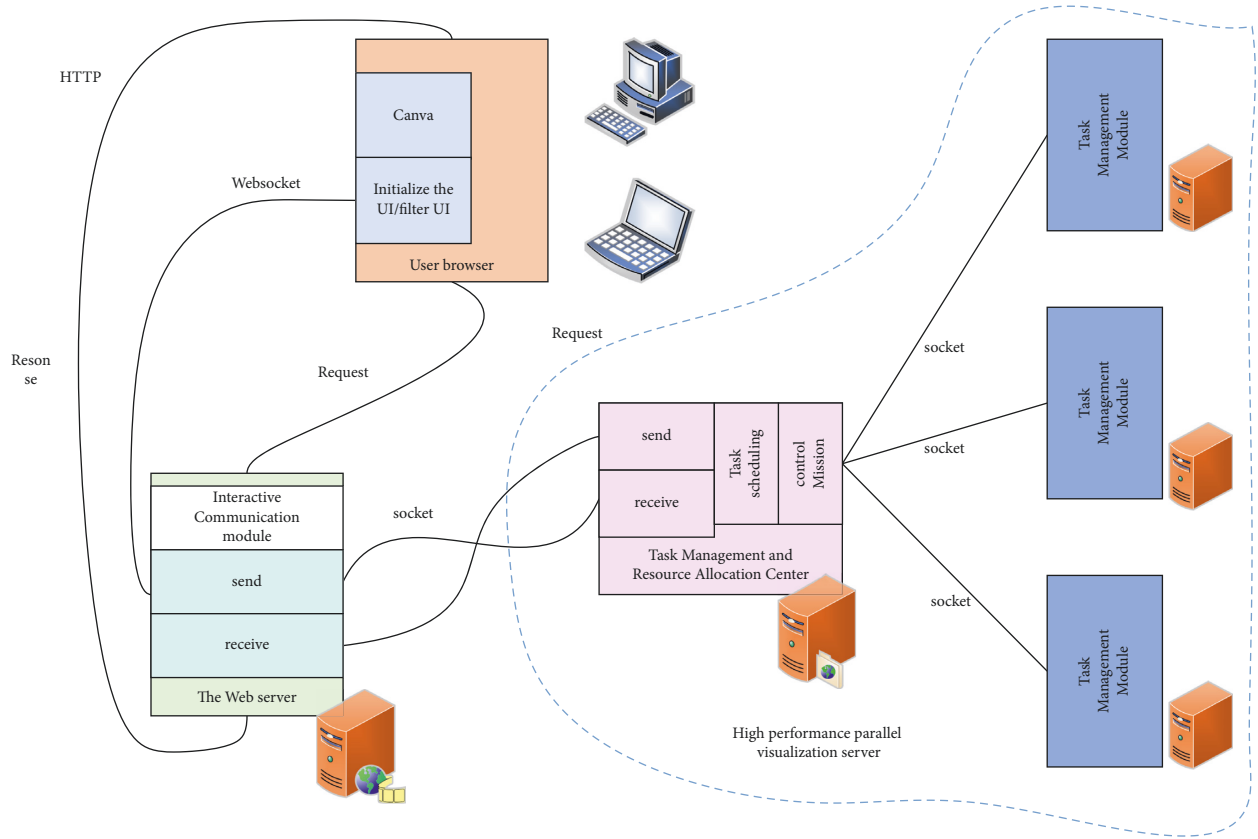 HTTP
Canva
Websocket
Initialize the
UI/filter UI
User browser
Reson
se
Request
Request
Interactive
Communication
module
send
receive
The Web server
socket
send
receive
Task
scheduling
control
Mission
Task Management and
Resource Allocation Center
High performance parallel
visualization server
socket
socket
socket
Task
Management
Module
Task
Management
Module
Task
Management
Module